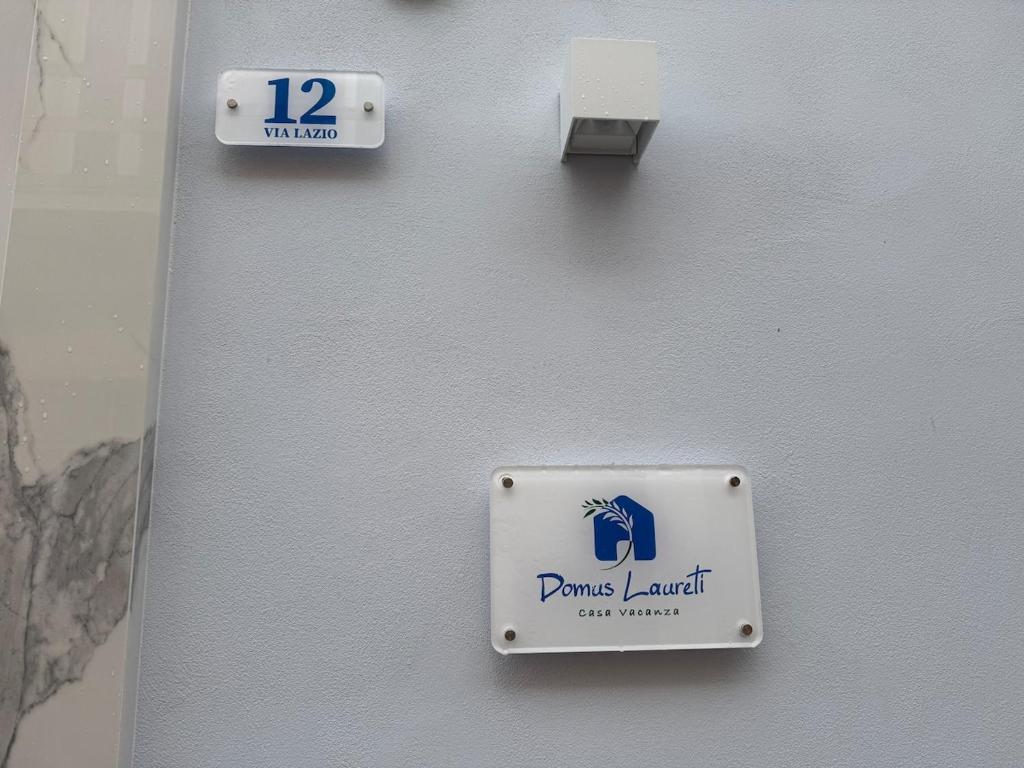 12
VIA LAZIO
Domus Laureti
Casa Vacanza